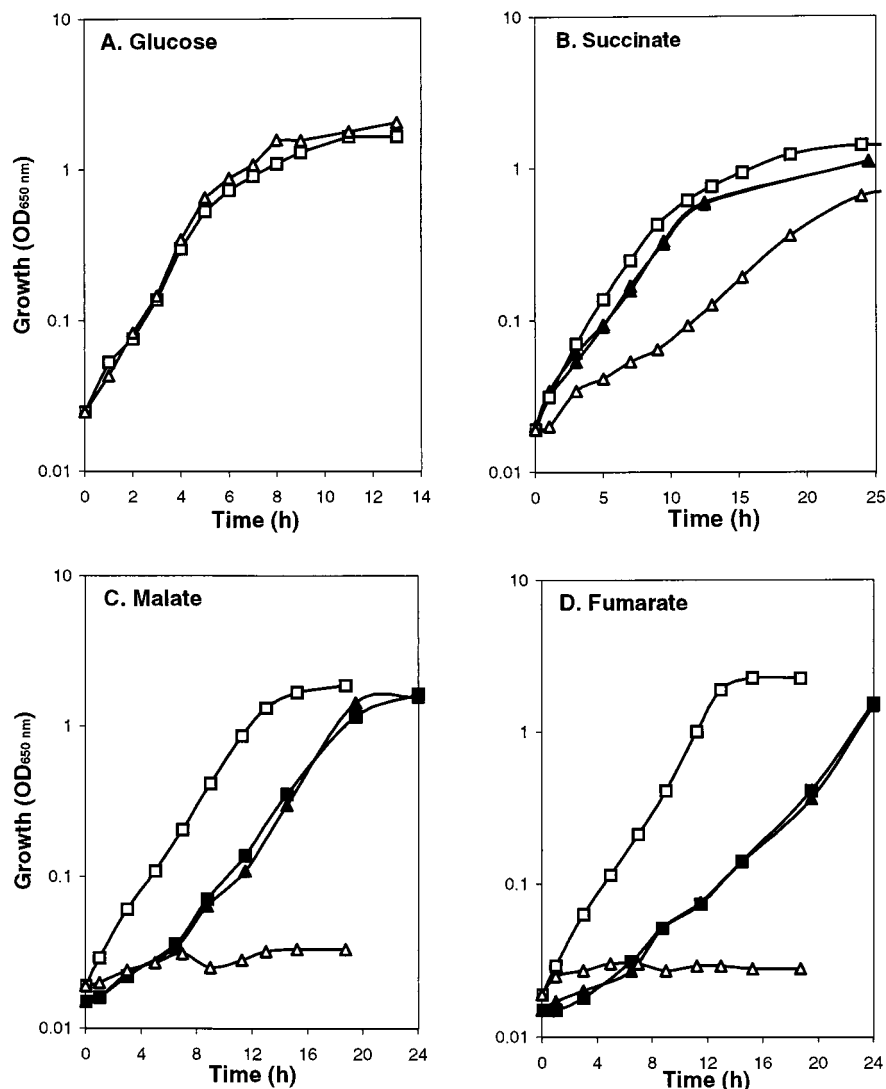 A. Glucose
10
1
0.1
0.01
Growth (OD650 nm)
0 2 4 6 8 10 12 14
Time (h)
B. Succinate
10
1
0.1
0.01
0 5 10 15 20 25
Time (h)
C. Malate
10
1
0.1
0.01
Growth (OD650 nm)
0 4 8 12 16 20 24
Time (h)
D. Fumarate
10
1
0.1
0.01
0 4 8 12 16 20 24
Time (h)